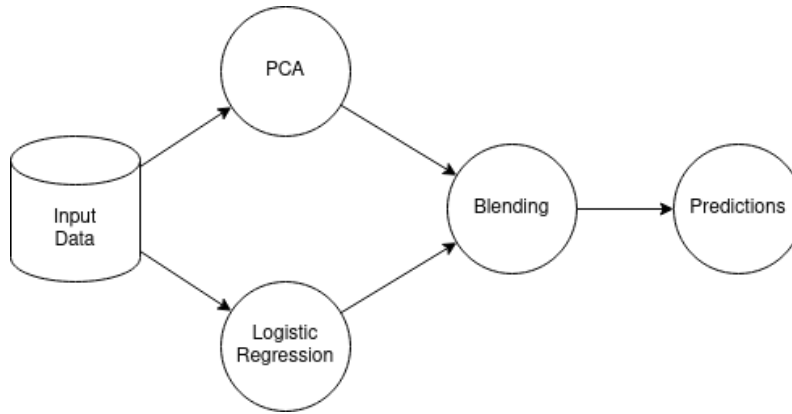 PCA
Input
Data
Blending
Predictions
Logistic
Regression